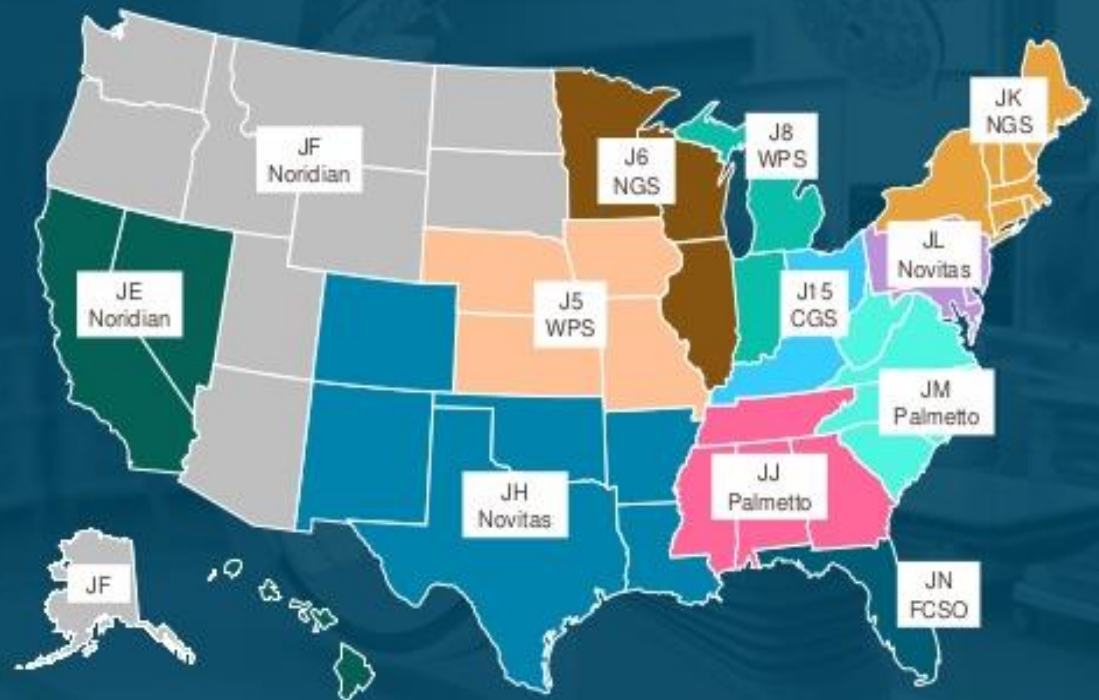 JF
Noridian
JE
Noridian
J5
WPS
J6
NGS
J8
WPS
JK
NGS
JL
Novitas
J15
CGS
JM
Palmetto
JJ
Palmetto
JH
Novitas
JN
FCSO
JF